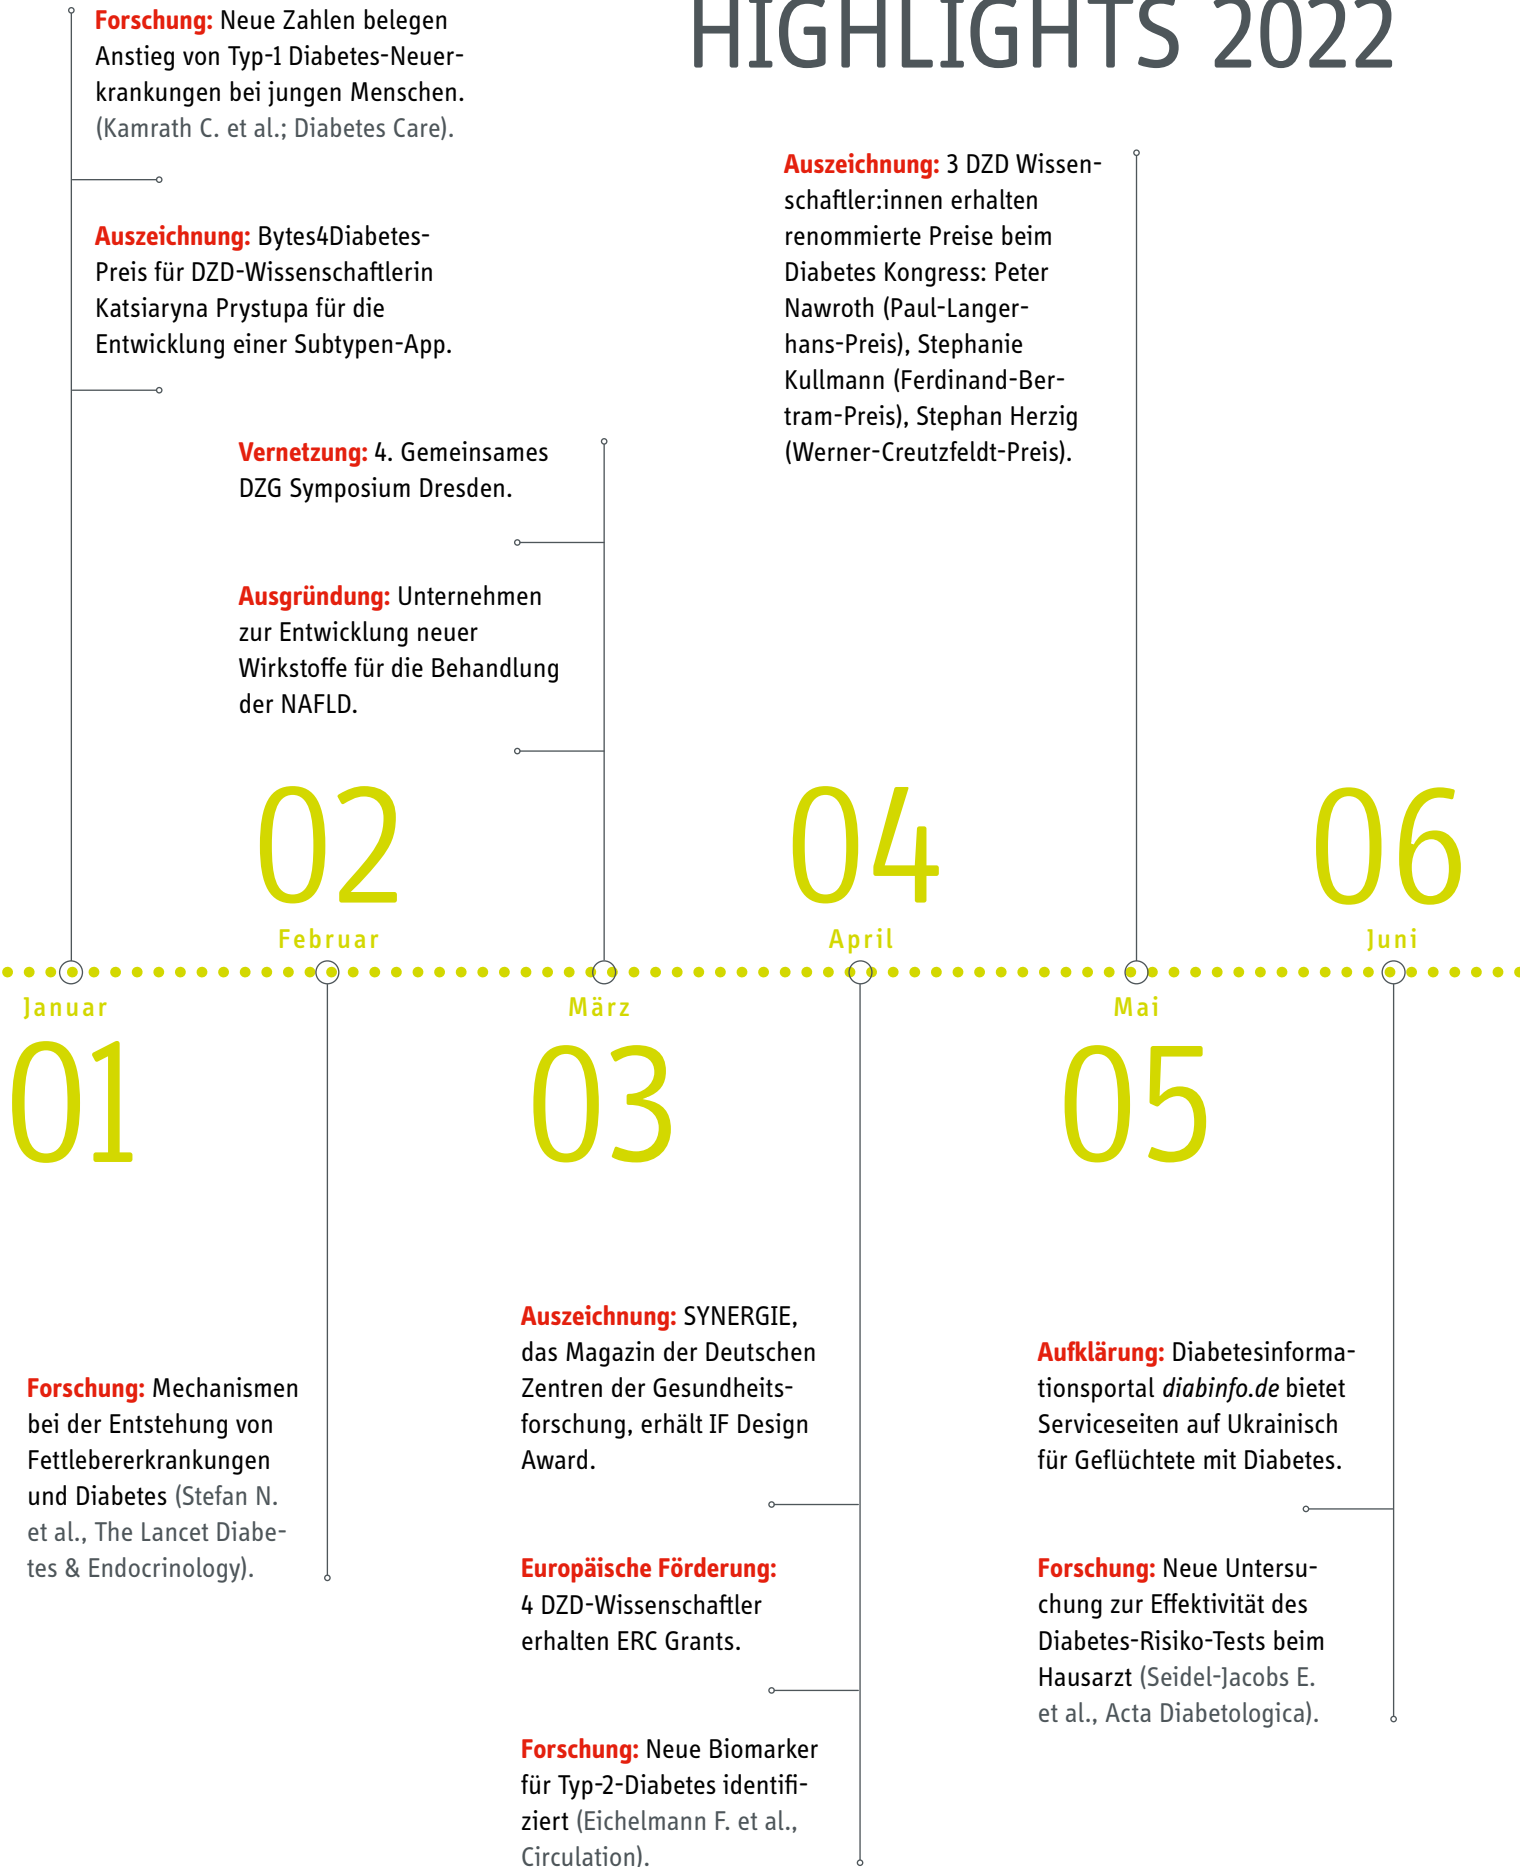 HIGHLIGHTS 2022
Forschung: Neue Zahlen belegen
Anstieg von Typ-1 Diabetes-Neuer-
krankungen bei jungen Menschen.
(Kamrath C. et al.; Diabetes Care).
Auszeichnung: Bytes4Diabetes-
Preis für DZD-Wissenschaftlerin
Katsiaryna Prystupa für die
Entwicklung einer Subtypen-App.
Januar
01
02
Februar
Forschung: Mechanismen
bei der Entstehung von
Fettlebererkrankungen
und Diabetes (Stefan N.
et al., The Lancet Diabe-
tes & Endocrinology).
Vernetzung: 4. Gemeinsames
DZG Symposium Dresden.
Ausgründung: Unternehmen
zur Entwicklung neuer
Wirkstoffe für die Behandlung
der NAFLD.
März
03
04
April
Auszeichnung: SYNERGIE,
das Magazin der Deutschen
Zentren der Gesundheits-
forschung, erhält IF Design
Award.
Europäische Förderung:
4 DZD-Wissenschaftler
erhalten ERC Grants.
Forschung: Neue Biomarker
für Typ-2-Diabetes identifi-
ziert (Eichelmann F. et al.,
Circulation).
Auszeichnung: 3 DZD Wissen-
schaftler:innen erhalten
renommierte Preise beim
Diabetes Kongress: Peter
Nawroth (Paul-Langer-
hans-Preis), Stephanie
Kullmann (Ferdinand-Ber-
tram-Preis), Stephan Herzig
(Werner-Creutzfeldt-Preis).
Mai
05
06
Juni
Aufklärung: Diabetesinforma-
tionsportal diabinfo.de bietet
Serviceseiten auf Ukrainisch
für Geflüchtete mit Diabetes.
Forschung: Neue Untersu-
chung zur Effektivität des
Diabetes-Risiko-Tests beim
Hausarzt (Seidel-Jacobs E.
et al., Acta Diabetologica).